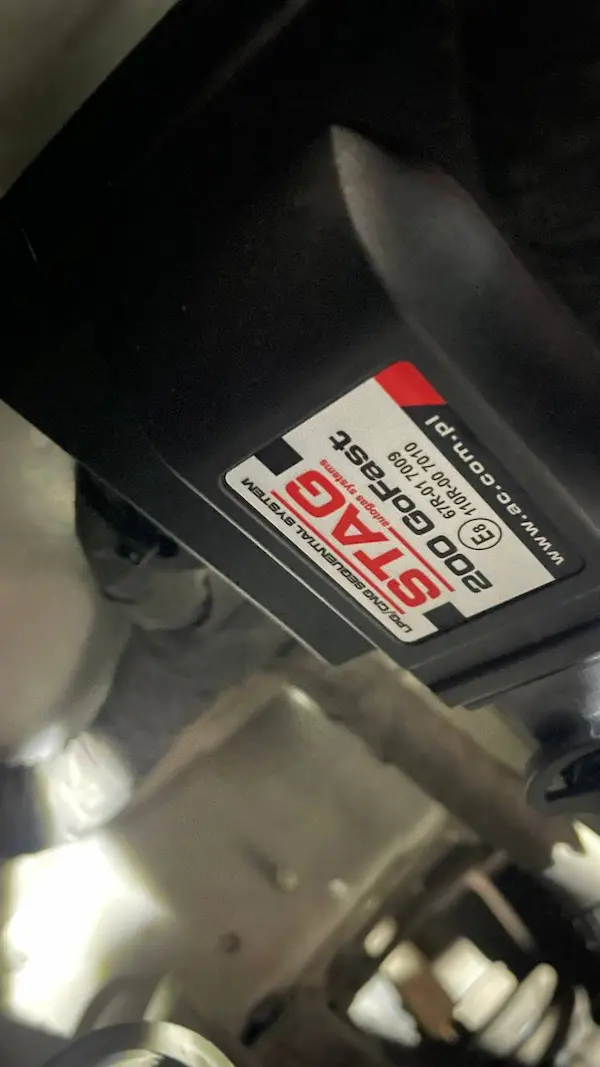 LPG/CNG SEQUENTIAL SYSTEM
STAG
autogas systems
200 GoFast
E8
67R-01 7009
110R-00 7010
www.ac.com.pl